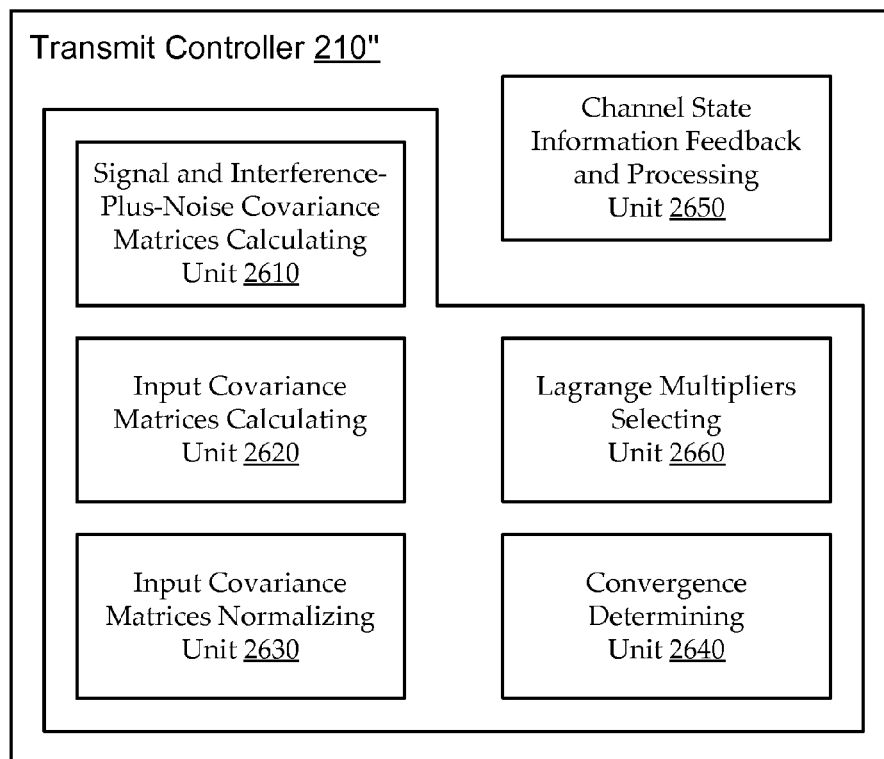 Transmit Controller 210"
Channel State
Information Feedback
and Processing
Unit 2650
Signal and Interference-
Plus-Noise Covariance
Matrices Calculating
Unit 2610
Input Covariance
Matrices Calculating
Unit 2620
Lagrange Multipliers
Selecting
Unit 2660
Input Covariance
Matrices Normalizing
Unit 2630
Convergence
Determining
Unit 2640